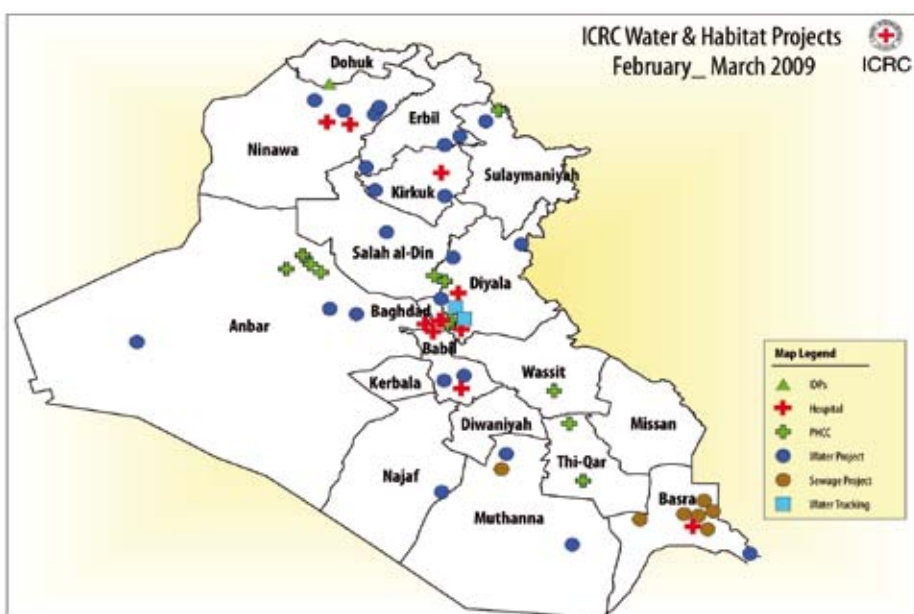 ICRC Water & Habitat Projects
February_ March 2009
ICRC
Dohuk
Erbil
Ninawa
Sulaymaniyah
Kirkuk
Salah al-Din
Diyala
Anbar
Baghdad
Babil
Kerbala
Wassit
Diwaniyah
Missan
Najaf
Thi-Qar
Muthanna
Basra
Map Legend
IDPs
Hospital
PHCC
Water Project
Sewage Project
Water Trucking